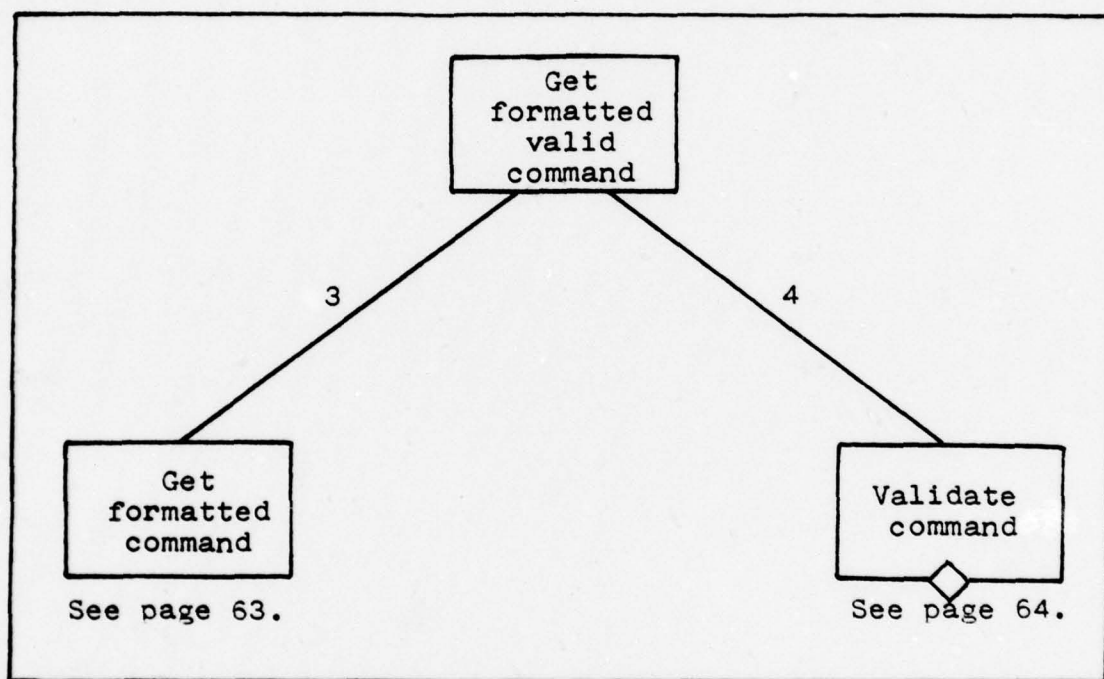 Get
formatted
valid
command
3
4
Get
formatted
command
See page 63.
Validate
command
See page 64.